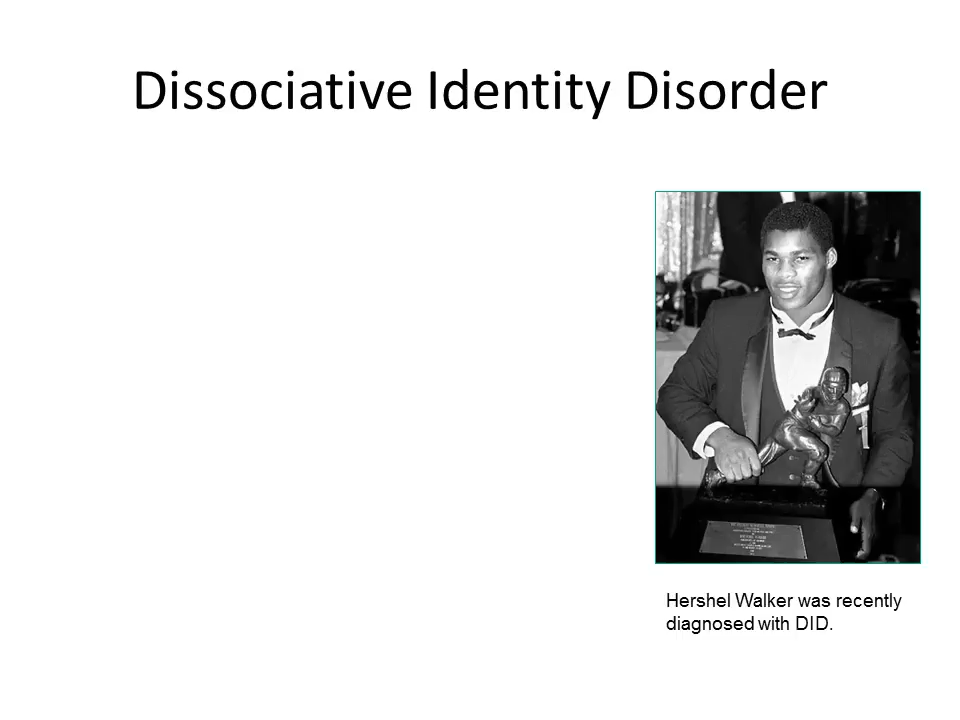 Dissociative Identity Disorder
Hershel Walker was recently
diagnosed with DID.